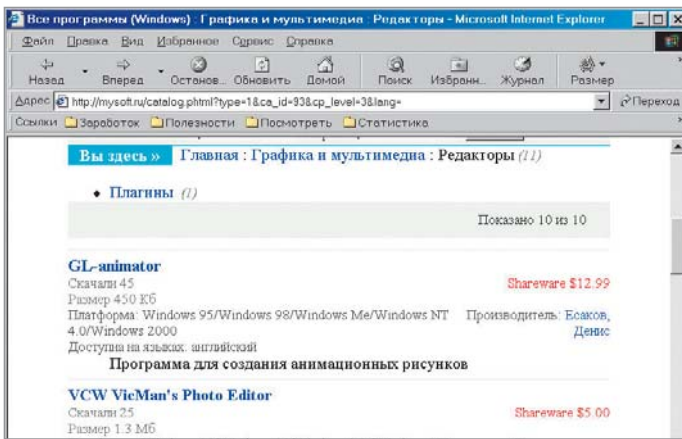 Все программы (Windows) : Графика и мультимедиа : Редакторы - Microsoft Internet Explorer
Файл Правка Вид Избранное Сервис Справка
Назад Вперед Останов... Обновить Домой Поиск Избранн... Журнал Размер
Адрес http://mysoft.ru/catalog.phtml?type=1&ca_id=93&cp_level=3&lang= Переход
Ссылки Заработок Полезности Посмотреть Статистика
Вы здесь » Главная : Графика и мультимедиа : Редакторы (11)
Плагины (1)
Показано 10 из 10
GL-animator
Скачали 45 Shareware $12.99
Размер 450 Кб
Платформа: Windows 95/Windows 98/Windows Me/Windows NT Производитель: Есаков,
4.0/Windows 2000 Денис
Доступна на языках: английский
Программа для создания анимационных рисунков
VCW VicMan's Photo Editor
Скачали 25 Shareware $5.00
Размер 1.3 Мб